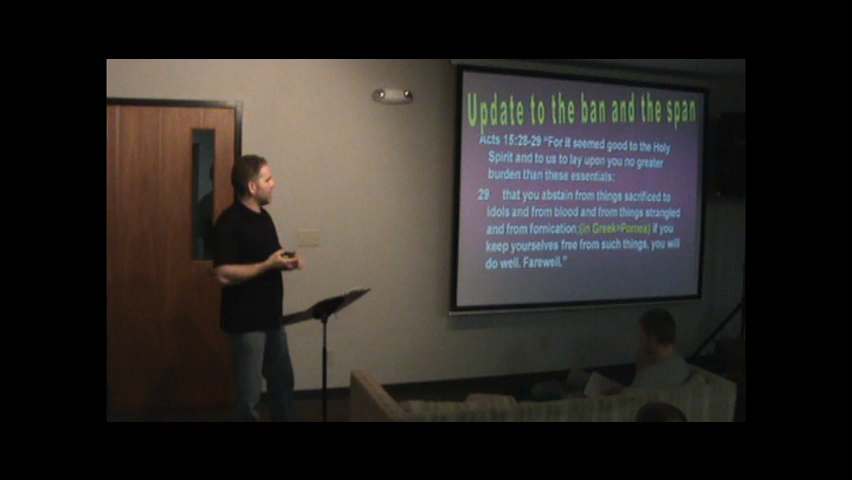 Update to the ban and the span
Acts 15:28-29 "For it seemed good to the Holy
Spirit and to us to lay upon you no greater
burden than these essentials:
29 that you abstain from things sacrificed to
idols and from blood and from things strangled
and from fornication;(in Greek=Pornea) if you
keep yourselves free from such things, you will
do well. Farewell."